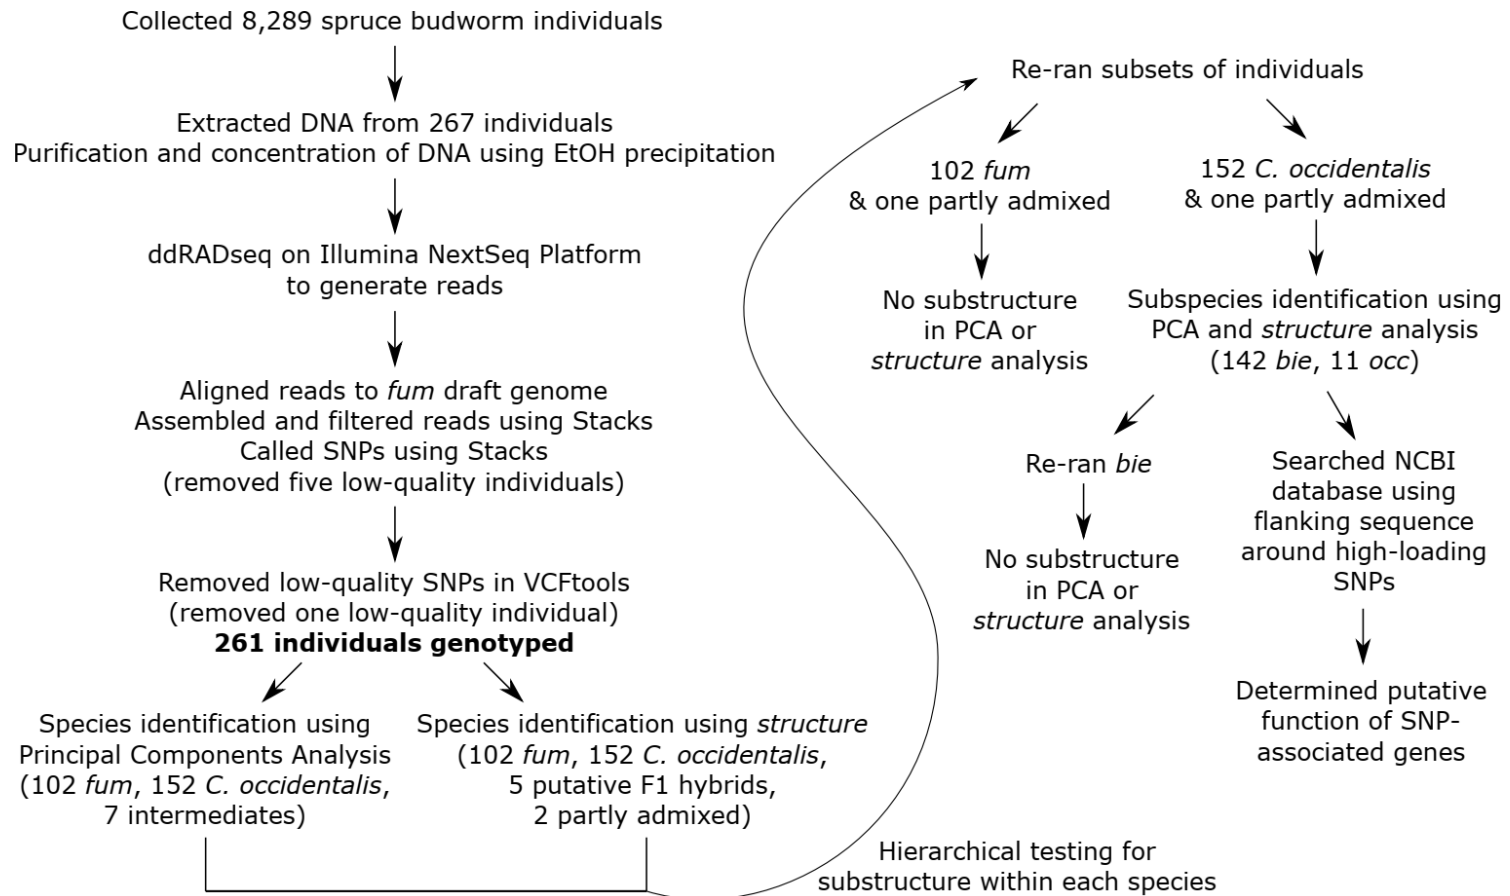 Collected 8,289 spruce budworm individuals
Extracted DNA from 267 individuals
Purification and concentration of DNA using EtOH precipitation
ddRADseq on Illumina NextSeq Platform
to generate reads
Aligned reads to fum draft genome
Assembled and filtered reads using Stacks
Called SNPs using Stacks
(removed five low-quality individuals)
Removed low-quality SNPs in VCFtools
(removed one low-quality individual)
261 individuals genotyped
Species identification using
Principal Components Analysis
(102 fum, 152 C. occidentalis,
7 intermediates)
Species identification using structure
(102 fum, 152 C. occidentalis,
5 putative F1 hybrids,
2 partly admixed)
Hierarchical testing for
substructure within each species
Re-ran subsets of individuals
102 fum
& one partly admixed
No substructure
in PCA or
structure analysis
152 C. occidentalis
& one partly admixed
Subspecies identification using
PCA and structure analysis
(142 bie, 11 occ)
Re-ran bie
No substructure
in PCA or
structure analysis
Searched NCBI
database using
flanking sequence
around high-loading
SNPs
Determined putative
function of SNP-
associated genes